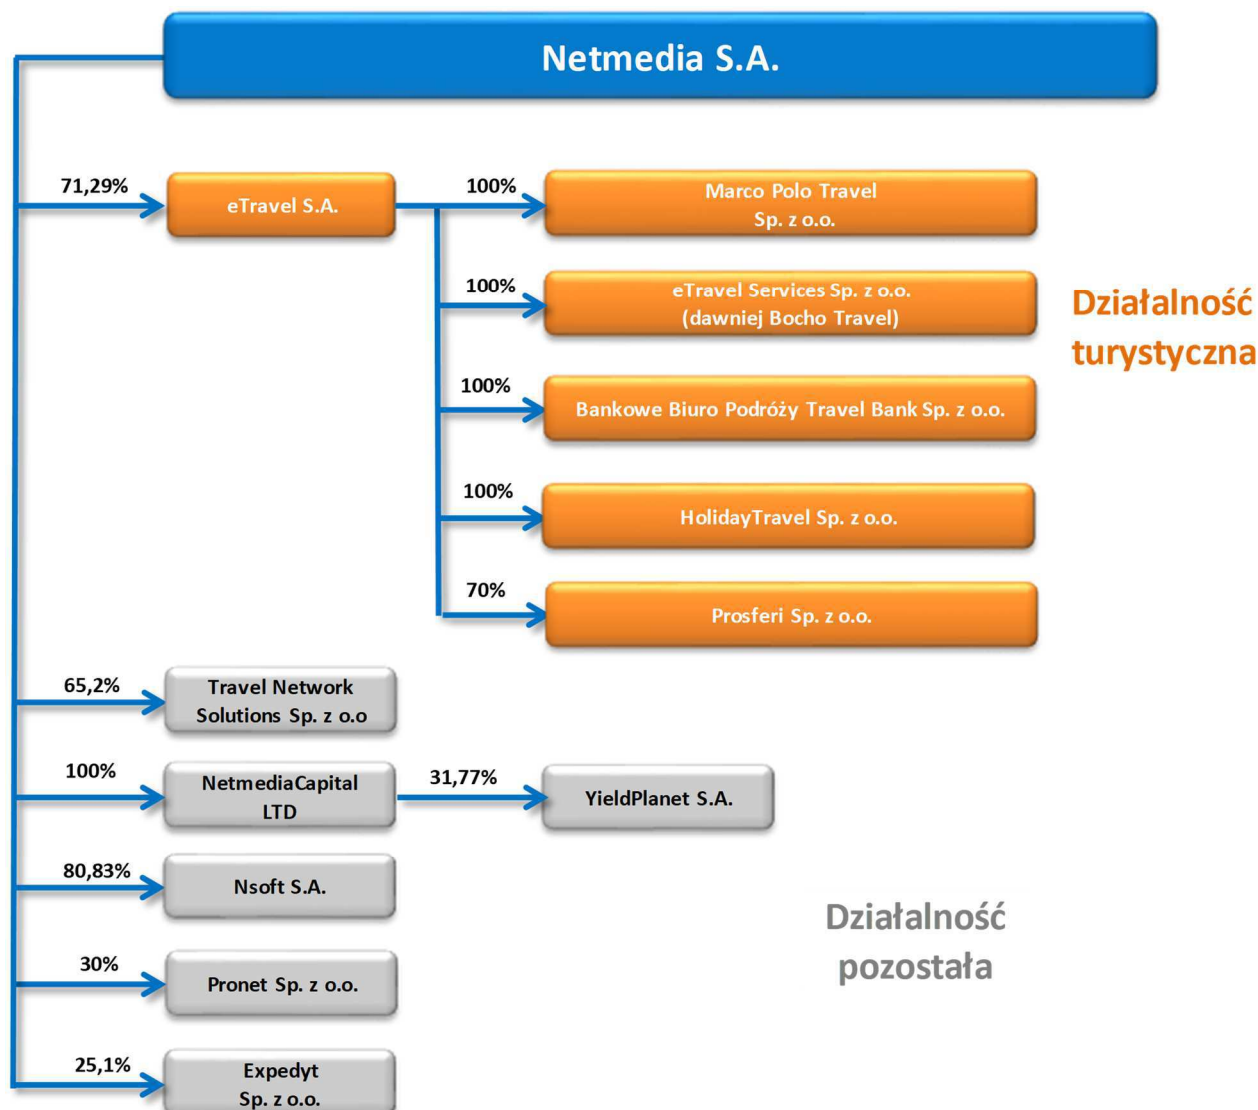 Netmedia S.A.
71,29%
eTravel S.A.
100%
Marco Polo Travel
Sp. z o.o.
100%
eTravel Services Sp. z o.o.
(dawniej Bocho Travel)
Działalność
turystyczna
100%
Bankowe Biuro Podróży Travel Bank Sp. z o.o.
100%
HolidayTravel Sp. z o.o.
70%
Prosferi Sp. z o.o.
65,2%
Travel Network
Solutions Sp. z o.o
100%
NetmediaCapital
LTD
31,77%
YieldPlanet S.A.
80,83%
Nsoft S.A.
Działalność
pozostała
30%
Pronet Sp. z o.o.
25,1%
Expedyt
Sp. z o.o.